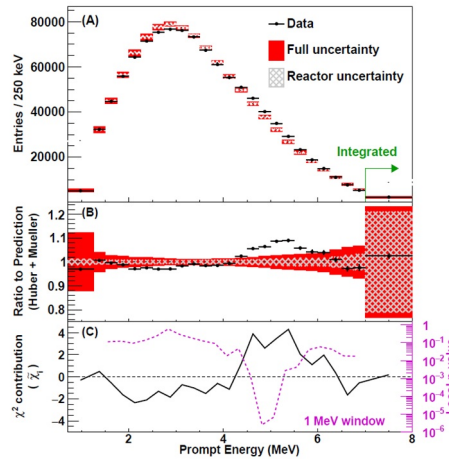 (A)
Data
Full uncertainty
Reactor uncertainty
Integrated
Entries / 250 keV
80000
60000
40000
20000
(B)
Ratio to Prediction
(Huber + Mueller)
1.2
1.1
1
0.9
0.8
(C)
χ² contribution
4
2
0
−2
−4
1
10⁻¹
10⁻²
10⁻³
10⁻⁴
10⁻⁵
10⁻⁶
1 MeV window
2
4
6
8
Prompt Energy (MeV)